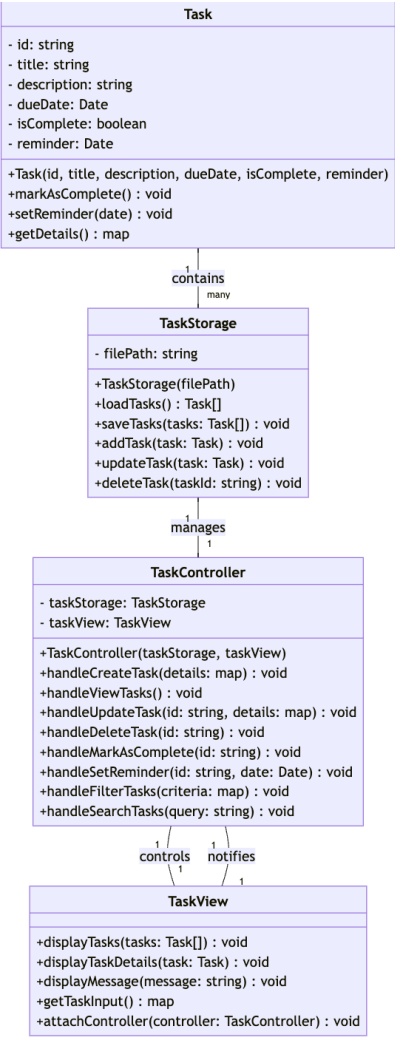 Task
- id: string
- title: string
- description: string
- dueDate: Date
- isComplete: boolean
- reminder: Date
+Task(id, title, description, dueDate, isComplete, reminder)
+markAsComplete() : void
+setReminder(date) : void
+getDetails() : map
1
contains
many
TaskStorage
- filePath: string
+TaskStorage(filePath)
+loadTasks() : Task[]
+saveTasks(tasks: Task[]) : void
+addTask(task: Task) : void
+updateTask(task: Task) : void
+deleteTask(taskId: string) : void
1
manages
1
TaskController
- taskStorage: TaskStorage
- taskView: TaskView
+TaskController(taskStorage, taskView)
+handleCreateTask(details: map) : void
+handleViewTasks() : void
+handleUpdateTask(id: string, details: map) : void
+handleDeleteTask(id: string) : void
+handleMarkAsComplete(id: string) : void
+handleSetReminder(id: string, date: Date) : void
+handleFilterTasks(criteria: map) : void
+handleSearchTasks(query: string) : void
1 1
controls notifies
1 1
TaskView
+displayTasks(tasks: Task[]) : void
+displayTaskDetails(task: Task) : void
+displayMessage(message: string) : void
+getTaskInput() : map
+attachController(controller: TaskController) : void